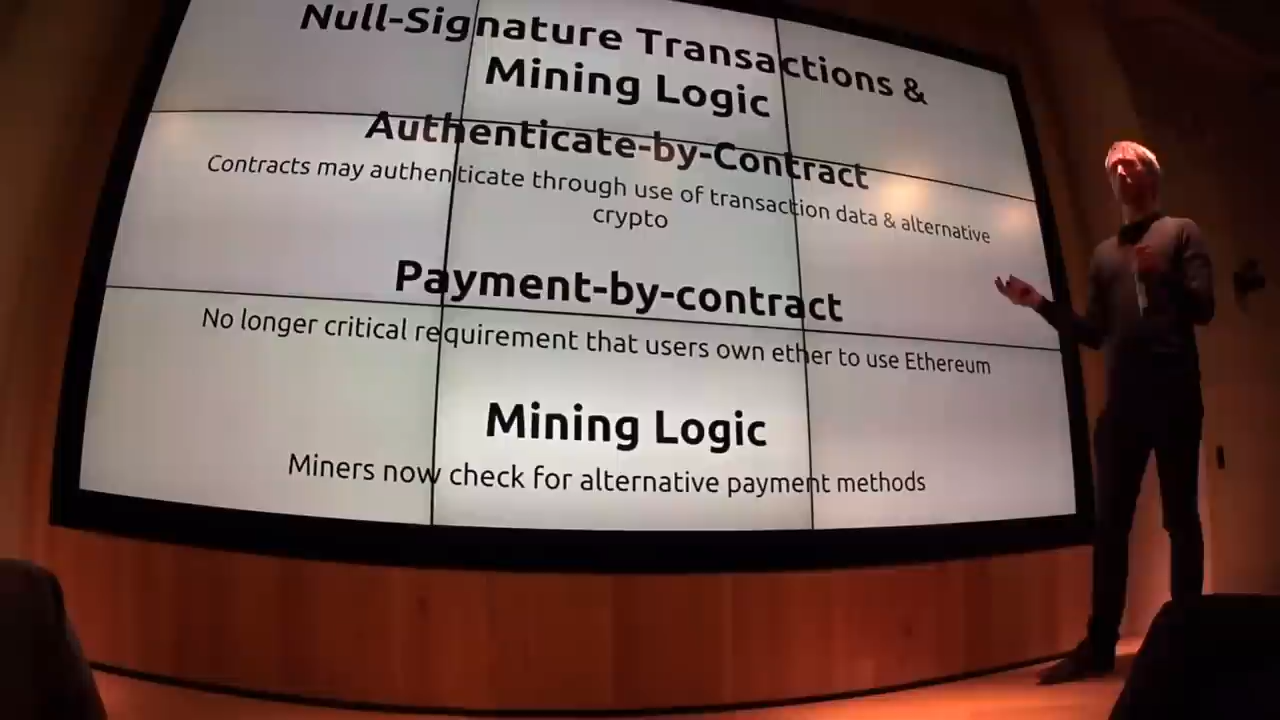 Null-Signature Transactions &
Mining Logic
Authenticate-by-Contract
Contracts may authenticate through use of transaction data & alternative
crypto
Payment-by-contract
No longer critical requirement that users own ether to use Ethereum
Mining Logic
Miners now check for alternative payment methods